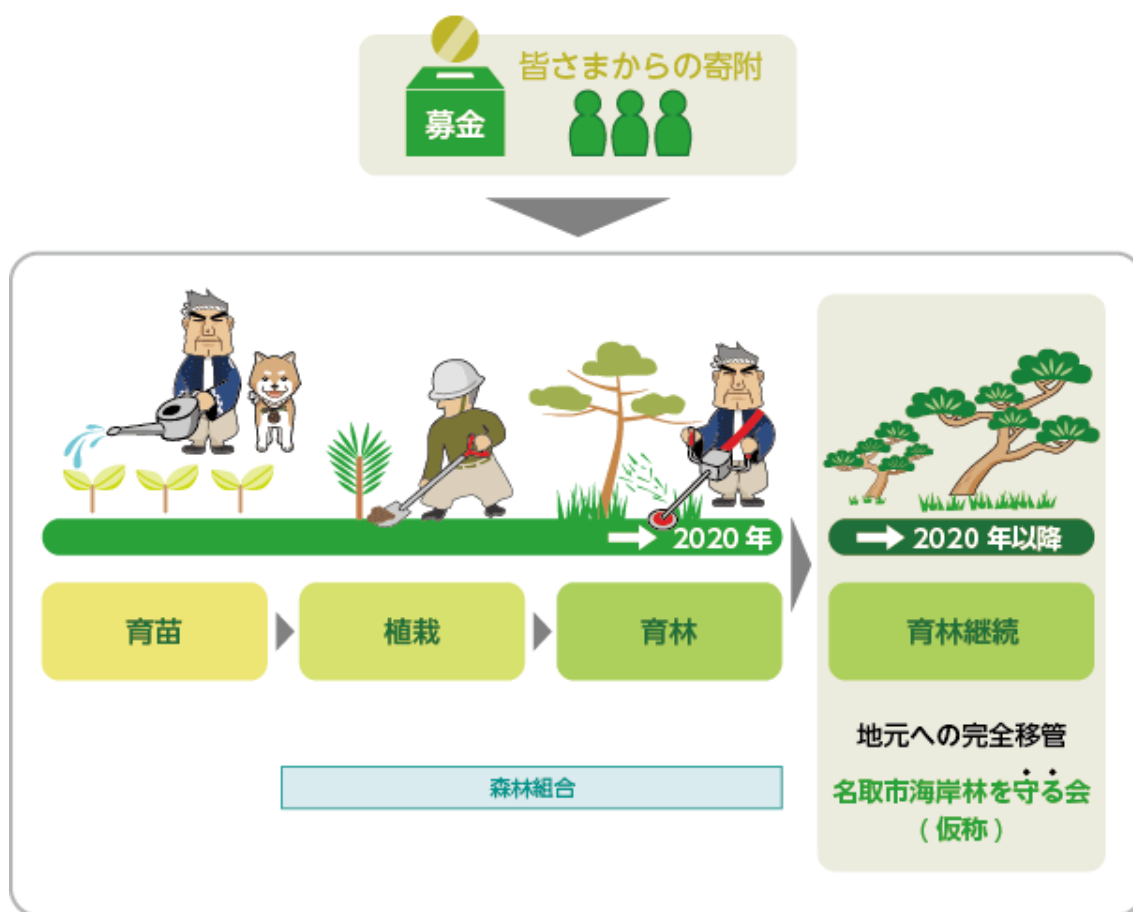 皆さまからの寄附
募金
2020 年
2020 年以降
育苗
植栽
育林
育林継続
地元への完全移管
森林組合
名取市海岸林を守る会
( 仮称 )